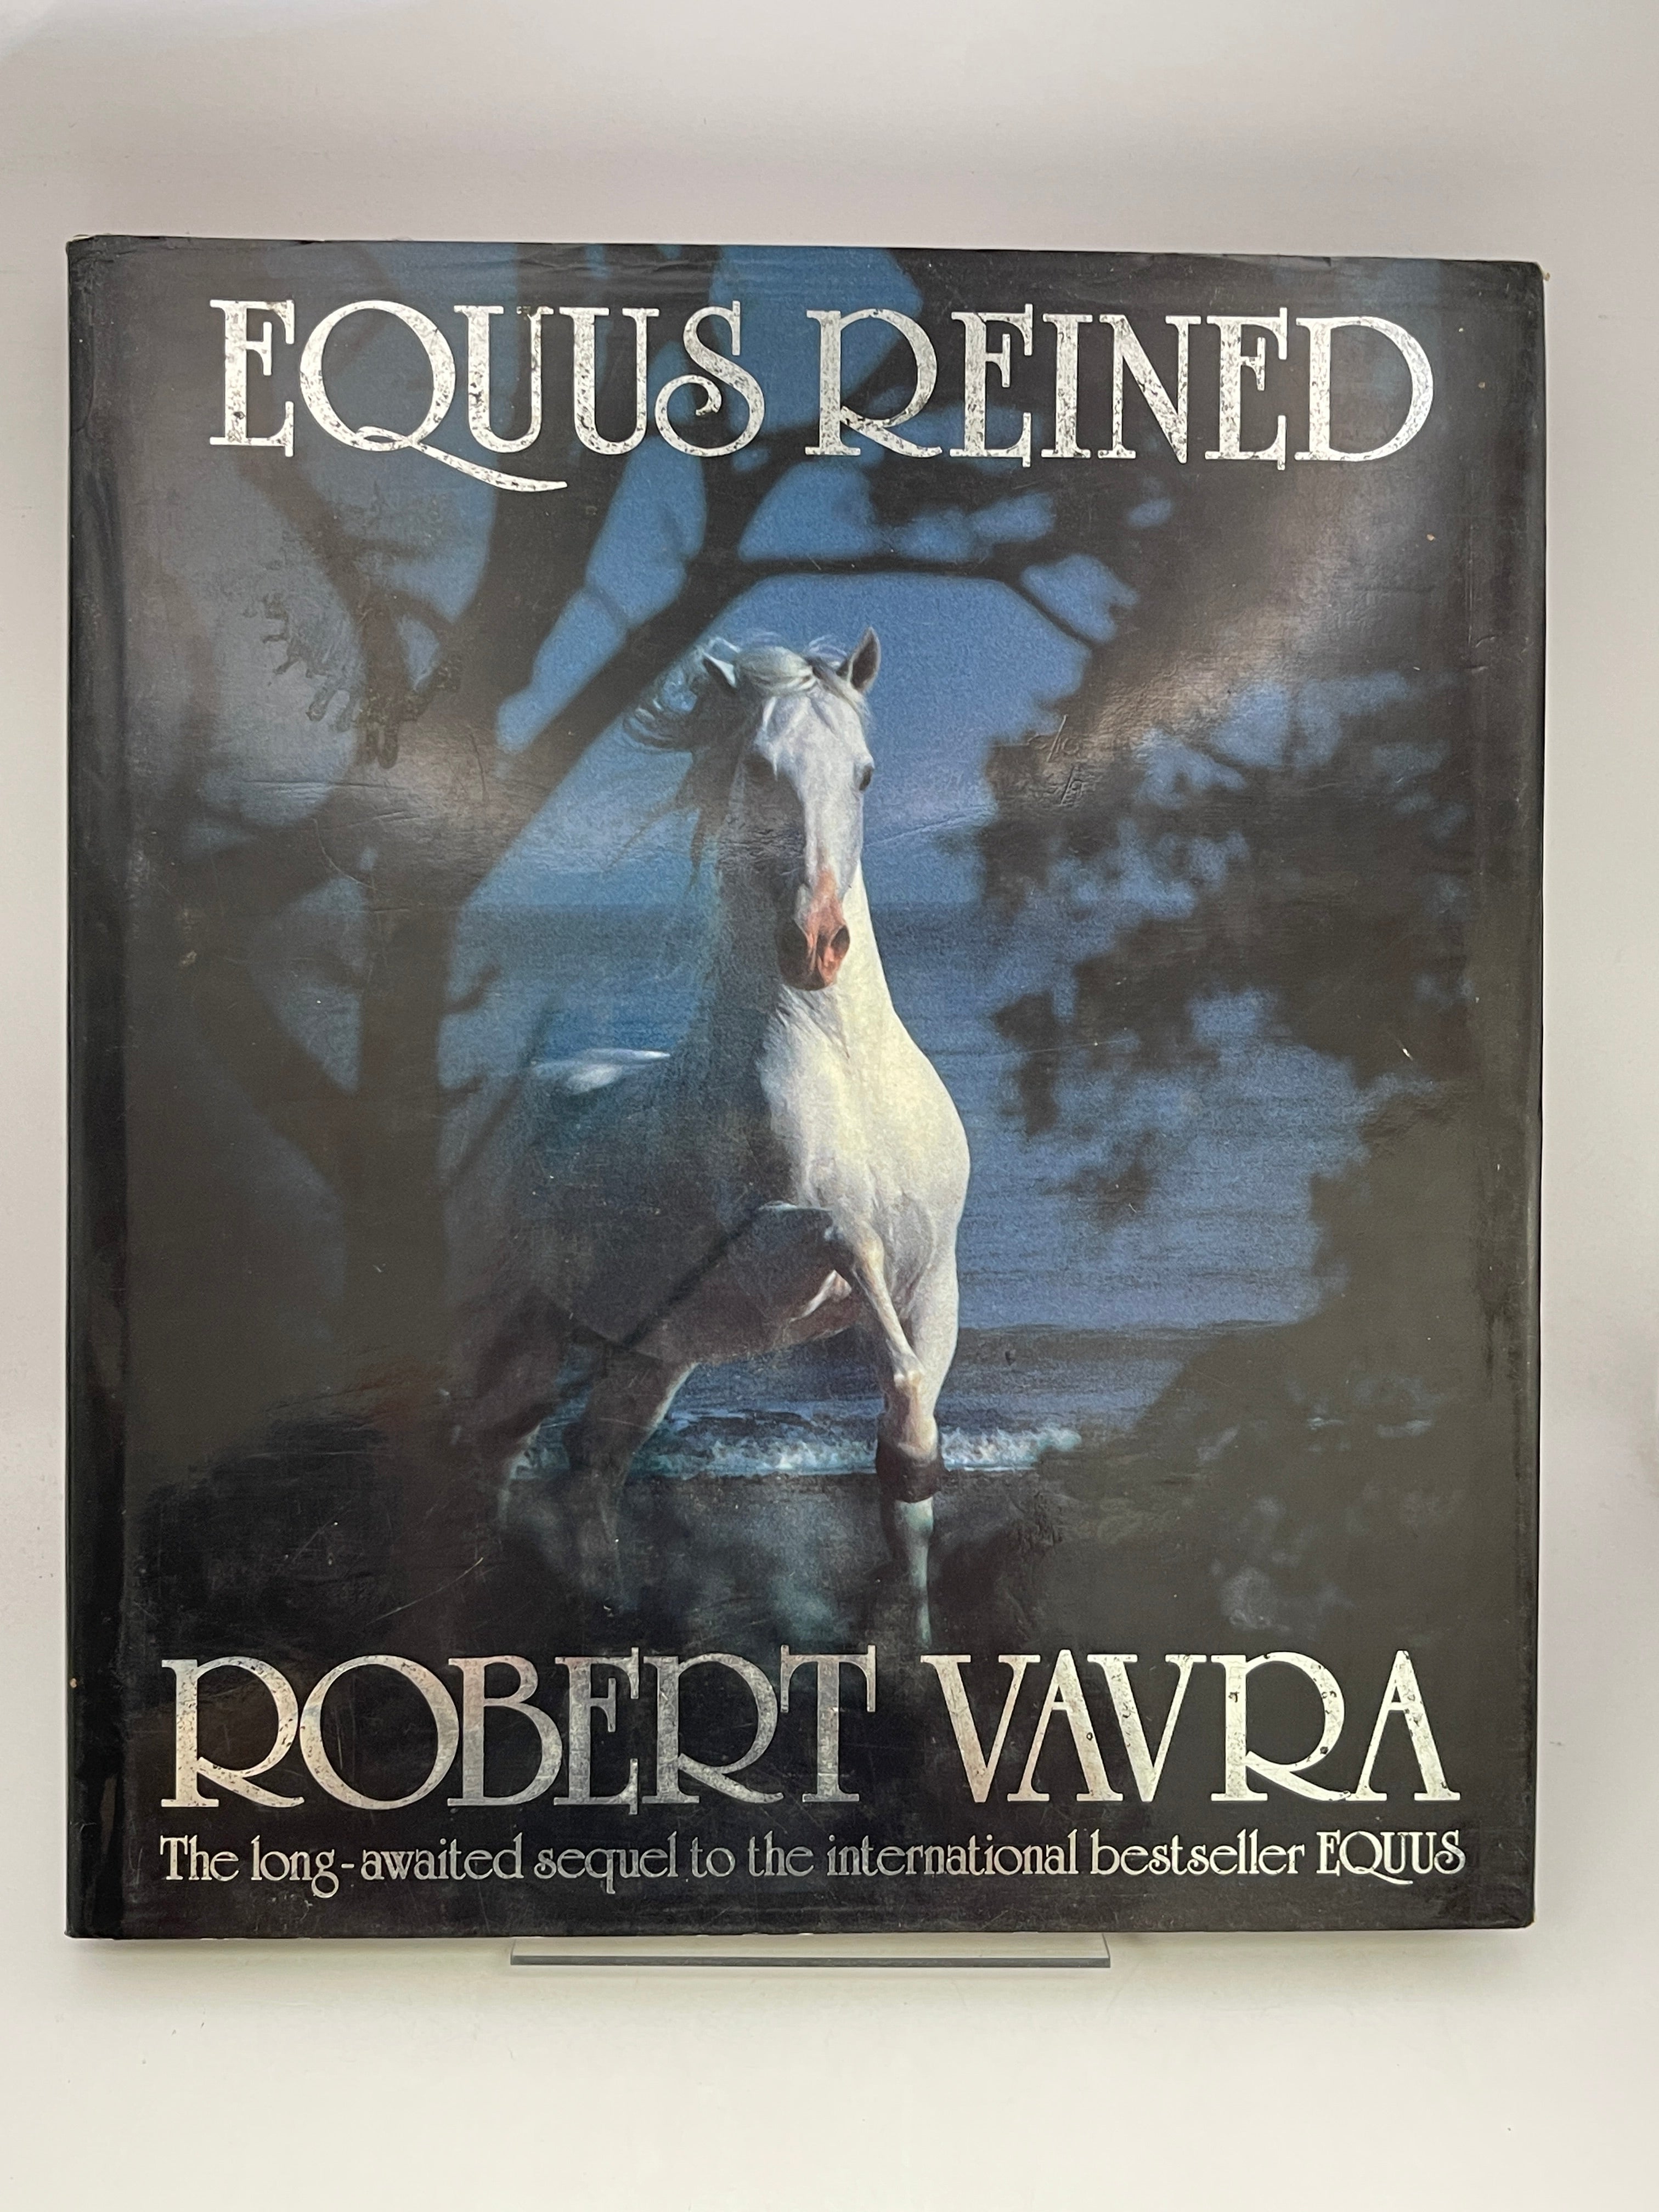 EQUUS REINED
ROBERT VAVRA
The long-awaited sequel to the international bestseller EQUUS